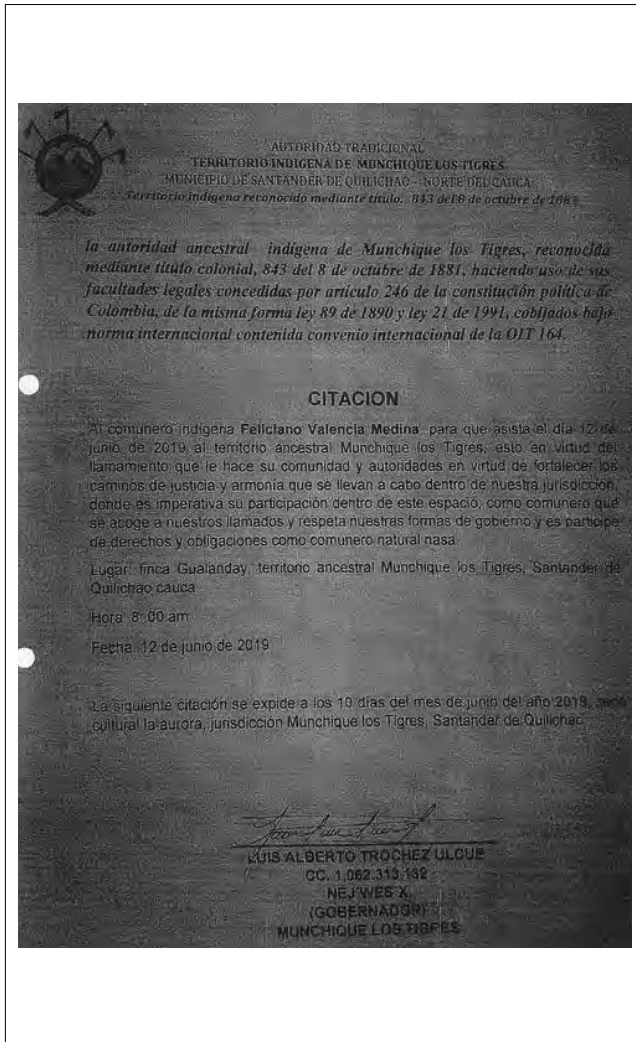 AUTORIDAD TRADICIONAL
TERRITORIO INDIGENA DE MUNCHIQUE LOS TIGRES
MUNICIPIO DE SANTANDER DE QUILICHAO - NORTE DEL CAUCA
Territorio indígena reconocido mediante título. 843 del 8 de octubre de
la autoridad ancestral indígena de Munchique los Tigres, reconocida
mediante título colonial, 843 del 8 de octubre de 1881, haciendo uso de sus
facultades legales concedidas por artículo 246 de la constitución política de
Colombia, de la misma forma ley 89 de 1890 y ley 21 de 1991, cobijados bajo
norma internacional contenida convenio internacional de la OIT 164.
CITACION
Al comunero indígena Feliciano Valencia Medina, para que asista el día 12 de
junio de 2019 al territorio ancestral Munchique los Tigres, esto en virtud del
llamamiento que le hace su comunidad y autoridades en virtud de fortalecer los
caminos de justicia y armonía que se llevan a cabo dentro de nuestra jurisdicción,
donde es imperativa su participación dentro de este espacio, como comunero que
se acoge a nuestros llamados y respeta nuestras formas de gobierno y es participe
de derechos y obligaciones como comunero natural nasa.
Lugar: finca Gualanday, territorio ancestral Munchique los Tigres, Santander de
Quilichao cauca
Hora: 8:00 am
Fecha: 12 de junio de 2019
La siguiente citación se expide a los 10 días del mes de junio del año 2019, sede
cultural la aurora, jurisdicción Munchique los Tigres, Santander de Quilichao.
LUIS ALBERTO TROCHEZ ULCUE
CC. 1.062.313.132
NEJ'WES'X
(GOBERNADOR)
MUNCHIQUE LOS TIGRES